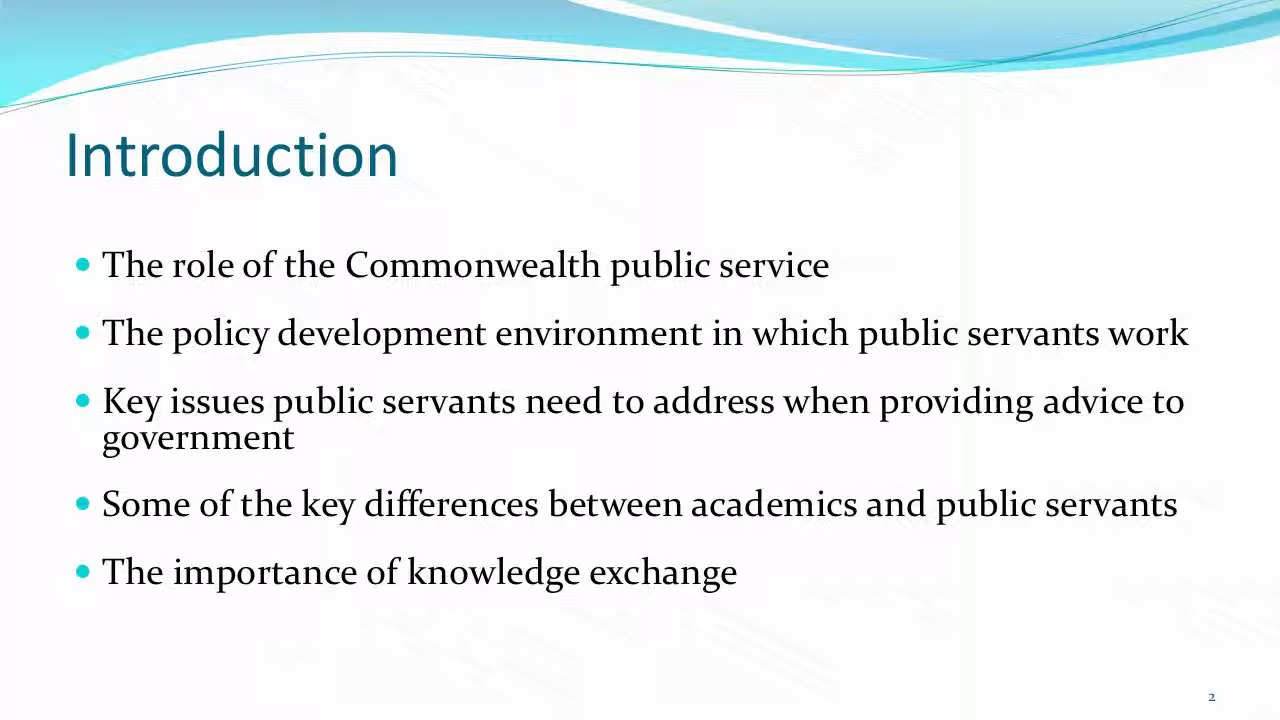 Introduction
The role of the Commonwealth public service
The policy development environment in which public servants work
Key issues public servants need to address when providing advice to
government
Some of the key differences between academics and public servants
The importance of knowledge exchange
2